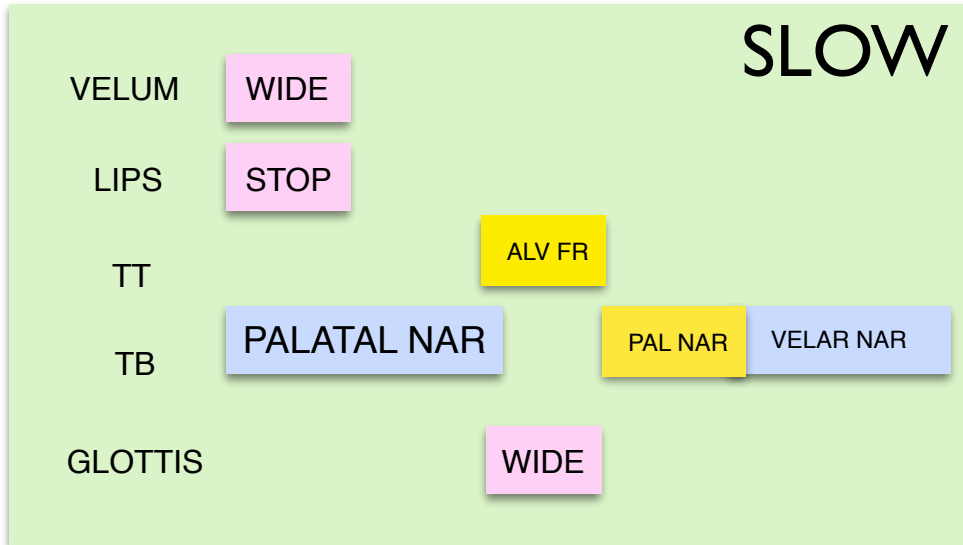 SLOW
VELUM WIDE
LIPS STOP
TT ALV FR
TB PALATAL NAR PAL NAR VELAR NAR
GLOTTIS WIDE